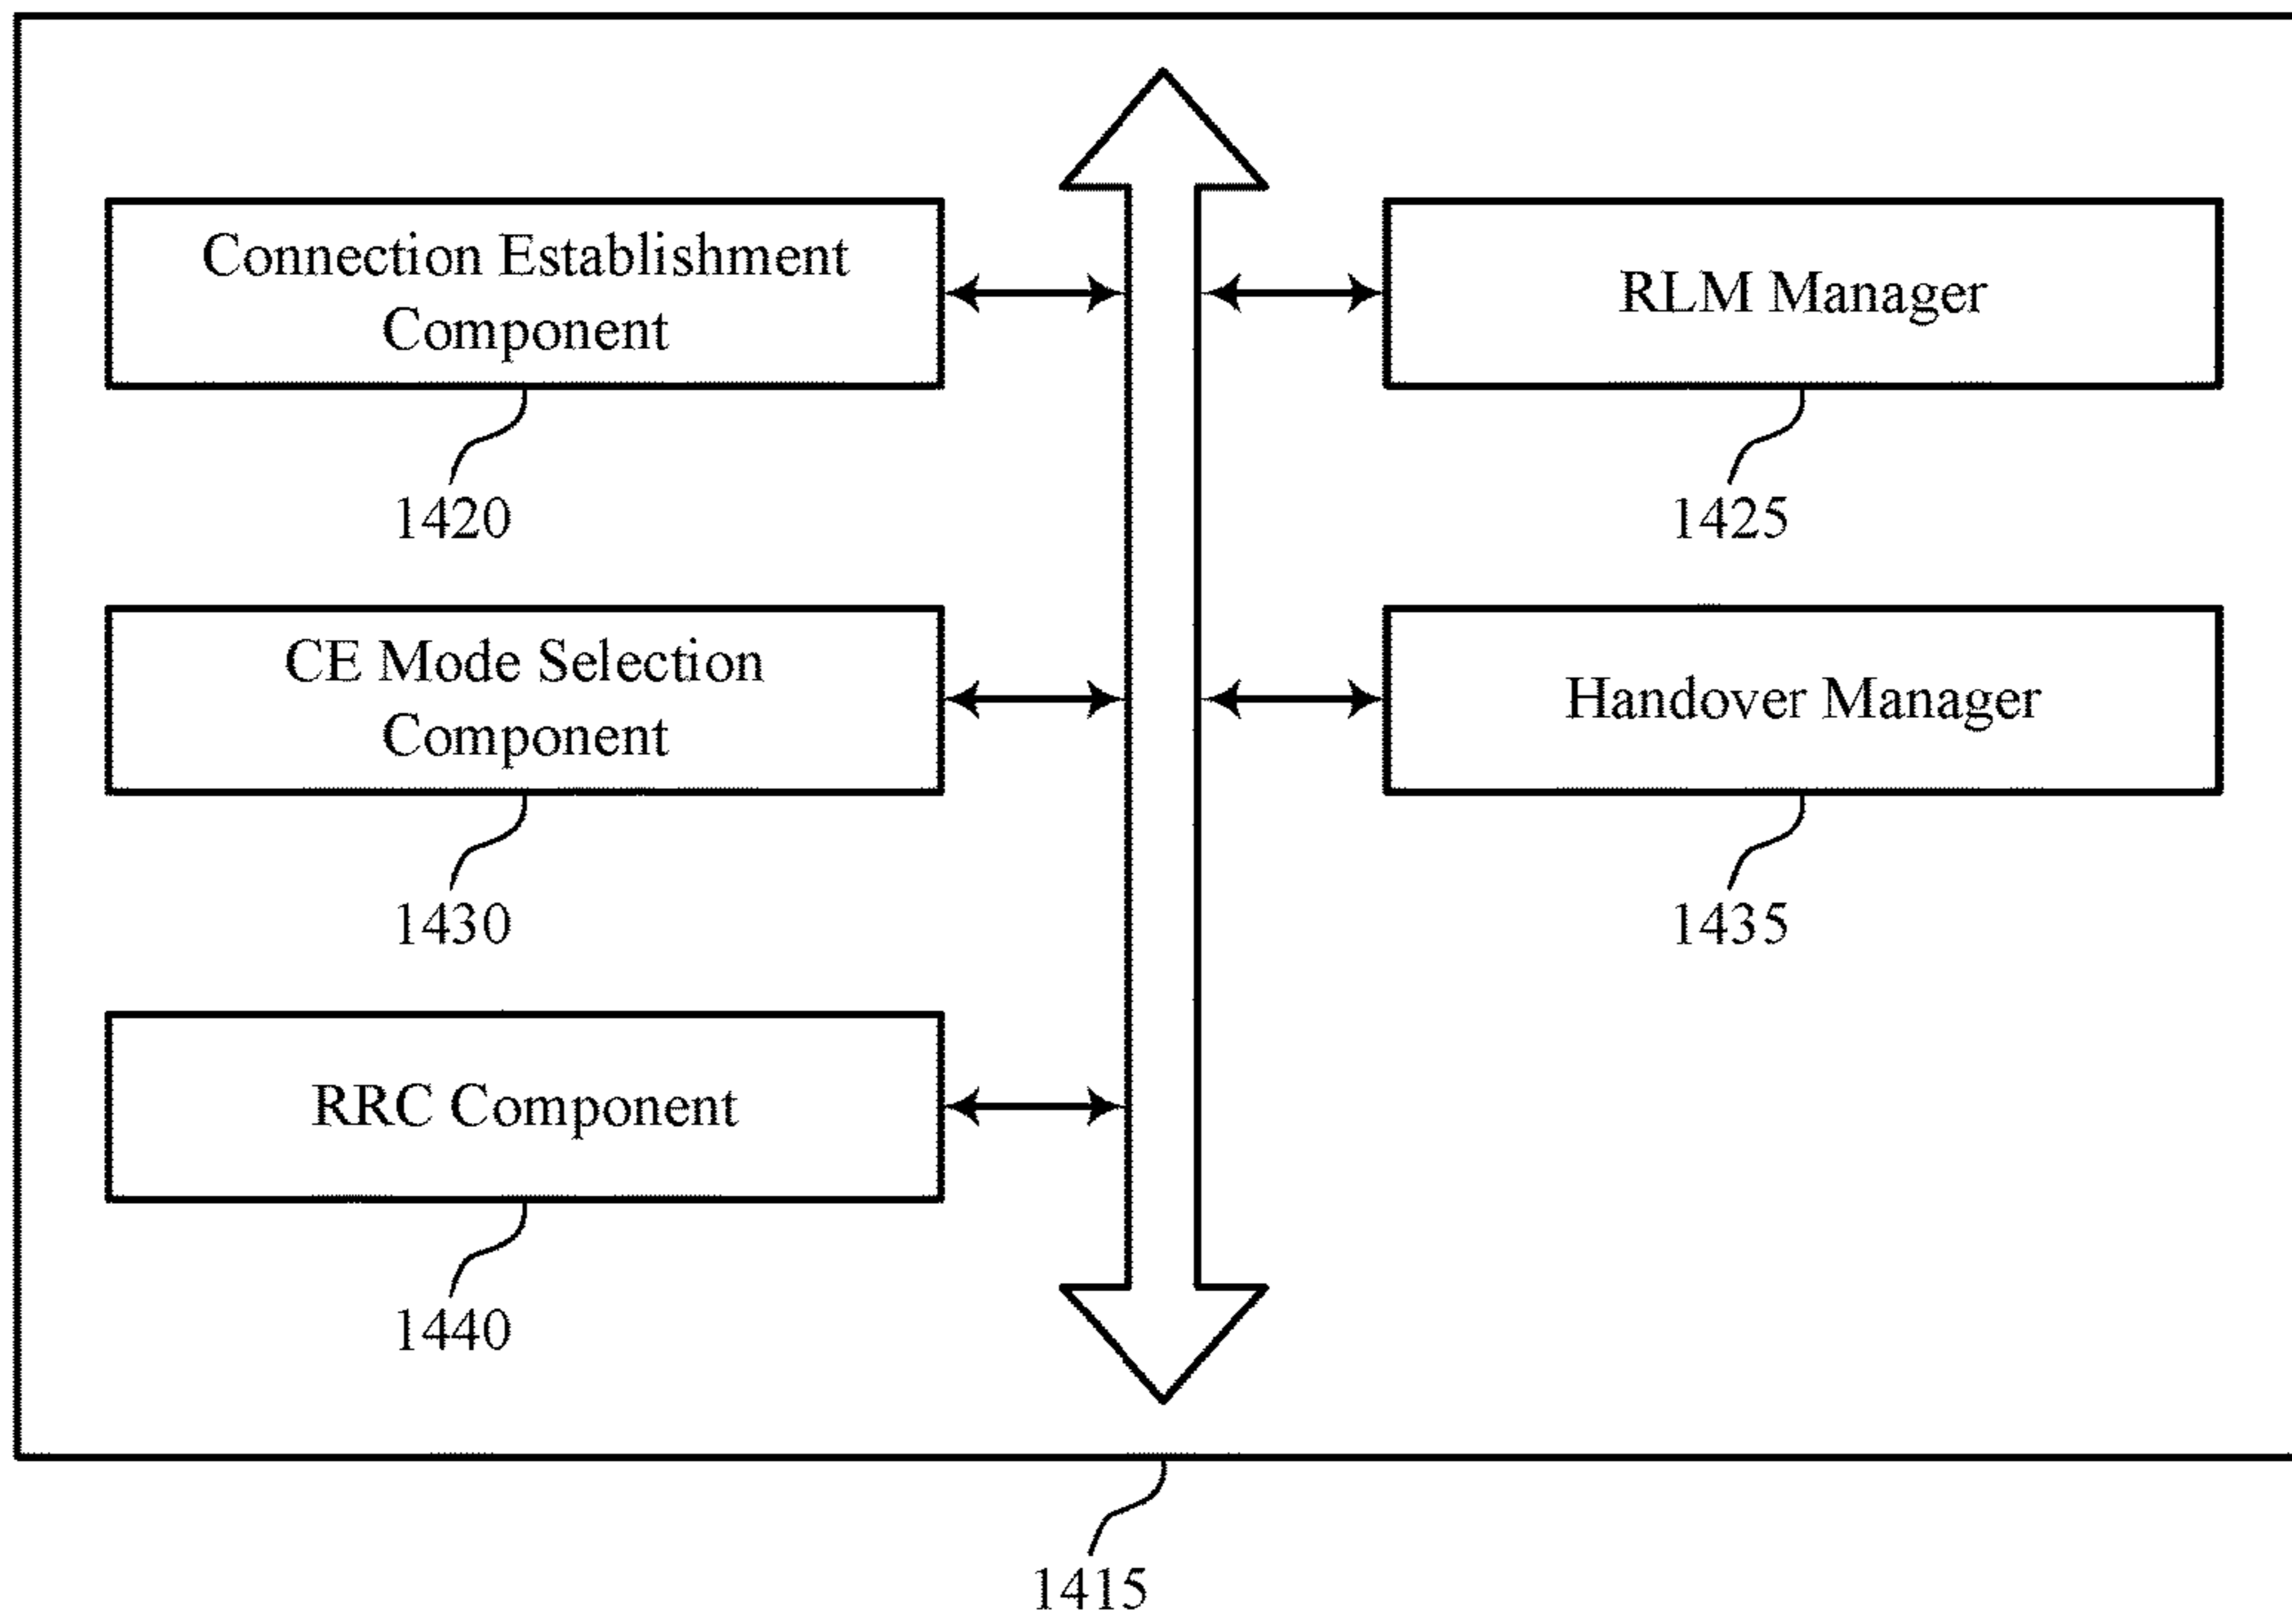 Connection Establishment
Component
1420
RLM Manager
1425
CE Mode Selection
Component
1430
Handover Manager
1435
RRC Component
1440
1415